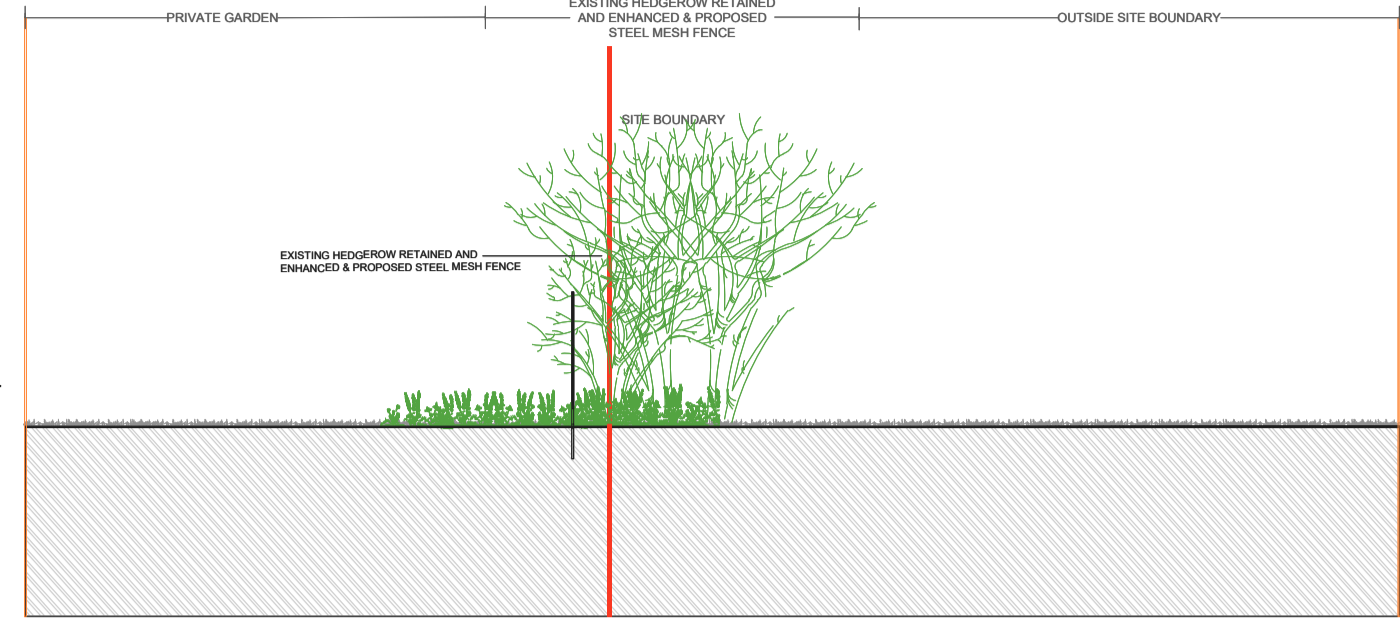 PRIVATE GARDEN
EXISTING HEDGEROW RETAINED
AND ENHANCED & PROPOSED
STEEL MESH FENCE
OUTSIDE SITE BOUNDARY
SITE BOUNDARY
EXISTING HEDGEROW RETAINED AND
ENHANCED & PROPOSED STEEL MESH FENCE